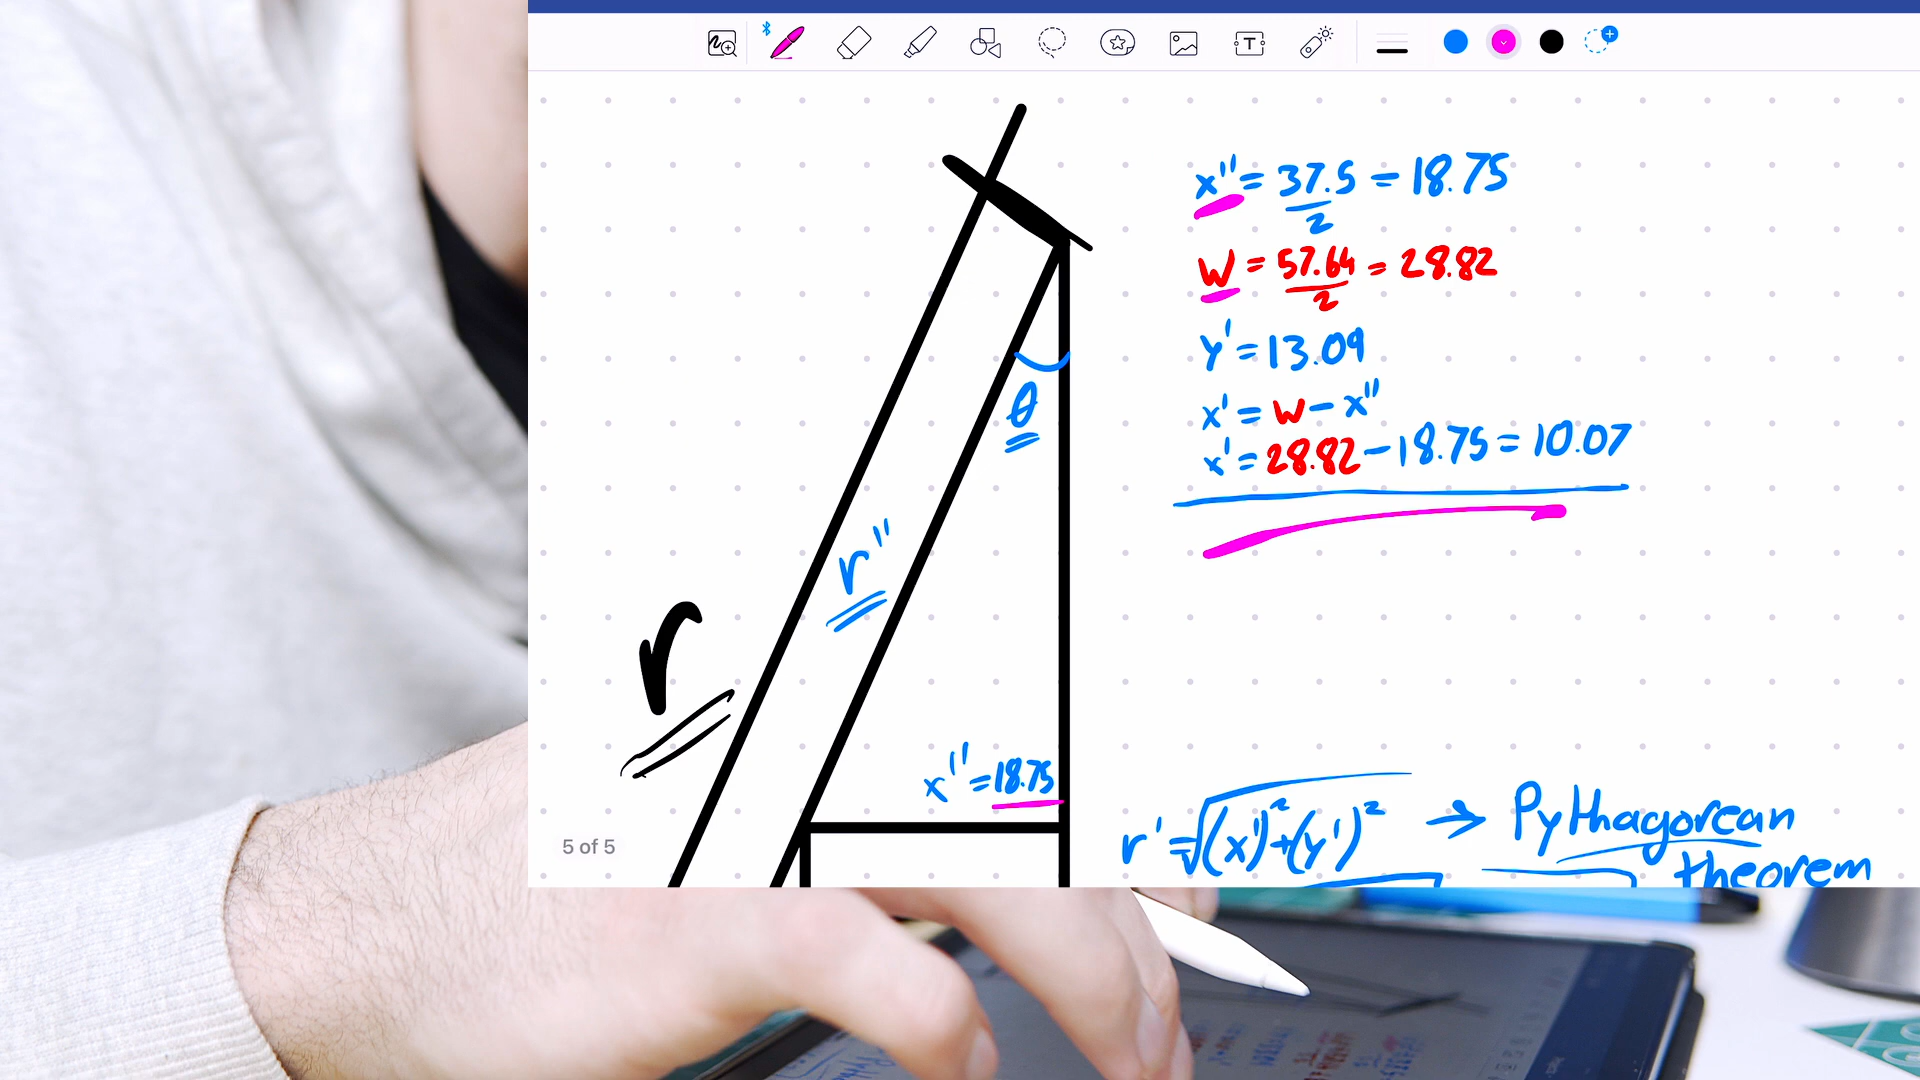 T
x'' = 37.5/2 = 18.75
w = 57.64/2 = 28.82
y' = 13.09
x' = w - x''
x' = 28.82 - 18.75 = 10.07
θ
r''
r
x'' = 18.75
r' = √(x')² + (y')² → Pythagorean
theorem
5 of 5